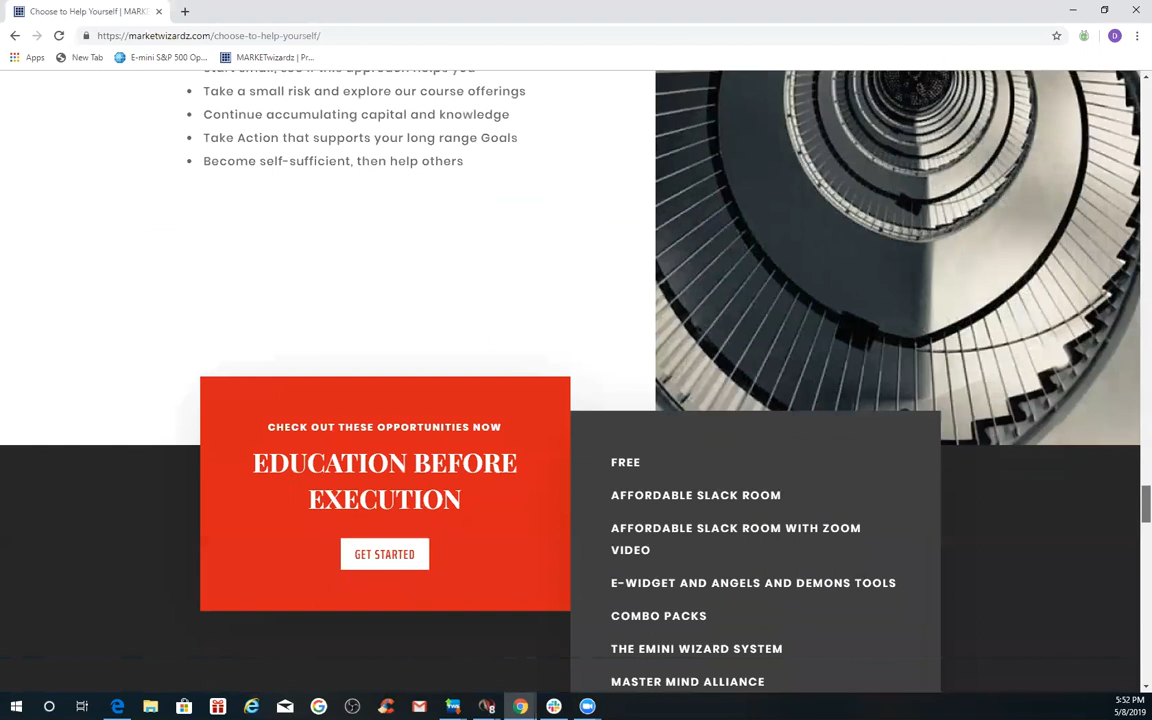 Choose to Help Yourself | MARK
https://marketwizardz.com/choose-to-help-yourself/
D
Apps
New Tab
E-mini S&P 500 Op...
MARKETwizardz | Pr...
Start small, see if this approach helps you
Take a small risk and explore our course offerings
Continue accumulating capital and knowledge
Take Action that supports your long range Goals
Become self-sufficient, then help others
CHECK OUT THESE OPPORTUNITIES NOW
EDUCATION BEFORE
EXECUTION
GET STARTED
FREE
AFFORDABLE SLACK ROOM
AFFORDABLE SLACK ROOM WITH ZOOM
VIDEO
E-WIDGET AND ANGELS AND DEMONS TOOLS
COMBO PACKS
THE EMINI WIZARD SYSTEM
MASTER MIND ALLIANCE
5:52 PM
5/8/2019